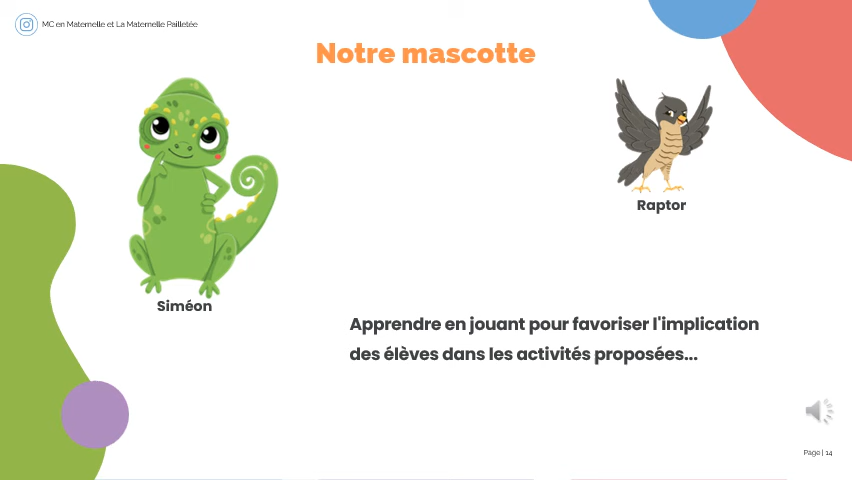 MC en Maternelle et La Maternelle Pailletée
Notre mascotte
Raptor
Siméon
Apprendre en jouant pour favoriser l'implication
des élèves dans les activités proposées...
Page | 14